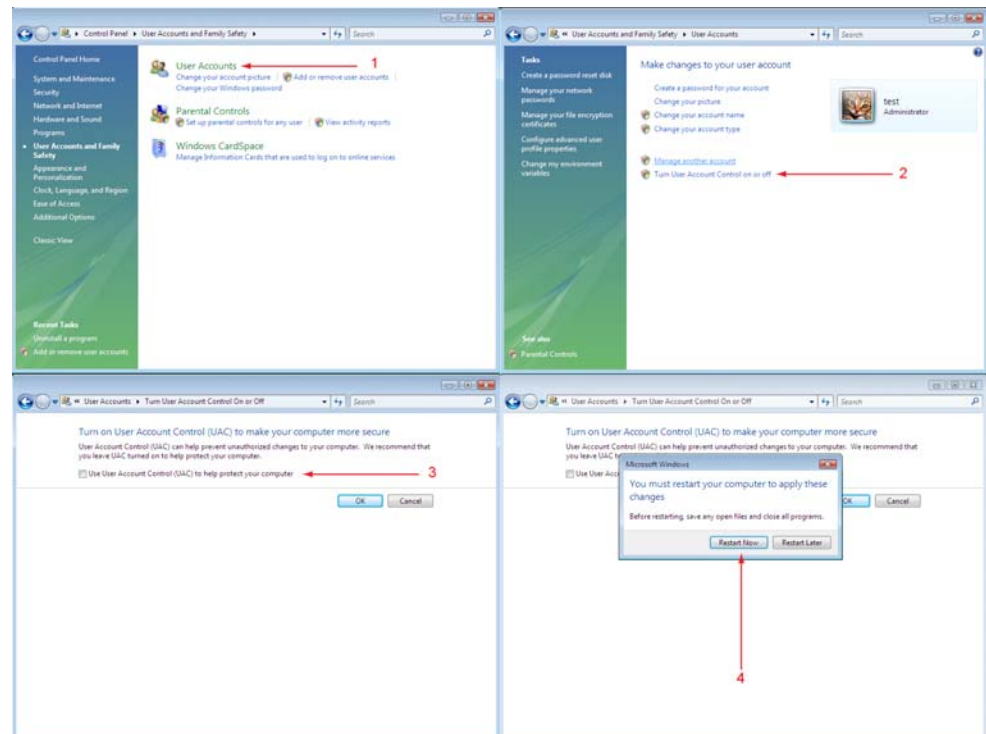 Control Panel ▸ User Accounts and Family Safety ▸
Search
Control Panel Home
System and Maintenance
Security
Network and Internet
Hardware and Sound
Programs
User Accounts and Family
Safety
Appearance and
Personalization
Clock, Language, and Region
Ease of Access
Additional Options
Classic View
Recent Tasks
Uninstall a program
Add or remove user accounts
User Accounts
1
Change your account picture
Add or remove user accounts
Change your Windows password
Parental Controls
Set up parental controls for any user
View activity reports
Windows CardSpace
Manage Information Cards that are used to log on to online services
« User Accounts and Family Safety ▸ User Accounts
Search
Tasks
Create a password reset disk
Manage your network
passwords
Manage your file encryption
certificates
Configure advanced user
profile properties
Change my environment
variables
See also
Parental Controls
Make changes to your user account
Create a password for your account
Change your picture
Change your account name
Change your account type
Manage another account
Turn User Account Control on or off
2
test
Administrator
« User Accounts ▸ Turn User Account Control On or Off
Search
Turn on User Account Control (UAC) to make your computer more secure
User Account Control (UAC) can help prevent unauthorized changes to your computer. We recommend that
you leave UAC turned on to help protect your computer.
Use User Account Control (UAC) to help protect your computer
3
OK
Cancel
« User Accounts ▸ Turn User Account Control On or Off
Search
Turn on User Account Control (UAC) to make your computer more secure
User Account Control (UAC) can help prevent unauthorized changes to your computer. We recommend that
you leave UAC
Use User
Microsoft Windows
You must restart your computer to apply these
changes
Before restarting, save any open files and close all programs.
Restart Now
Restart Later
OK
Cancel
4